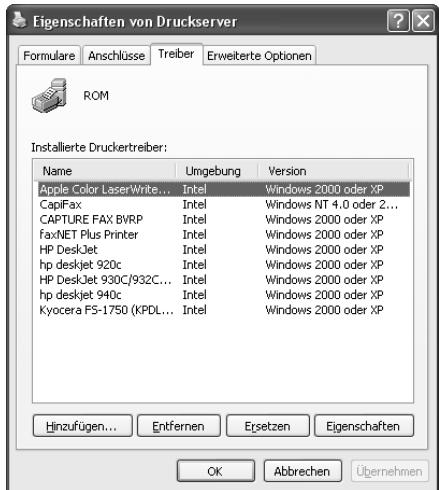 Eigenschaften von Druckserver
Formulare Anschlüsse Treiber Erweiterte Optionen
ROM
Installierte Druckertreiber:
Name Umgebung Version
Apple Color LaserWrite... Intel Windows 2000 oder XP
CapiFax Intel Windows NT 4.0 oder 2...
CAPTURE FAX BVRP Intel Windows 2000 oder XP
faxNET Plus Printer Intel Windows 2000 oder XP
HP DeskJet Intel Windows 2000 oder XP
hp deskjet 920c Intel Windows 2000 oder XP
HP DeskJet 930C/932C... Intel Windows 2000 oder XP
hp deskjet 940c Intel Windows 2000 oder XP
Kyocera FS-1750 (KPDL... Intel Windows 2000 oder XP
Hinzufügen... Entfernen Ersetzen Eigenschaften
OK Abbrechen Übernehmen